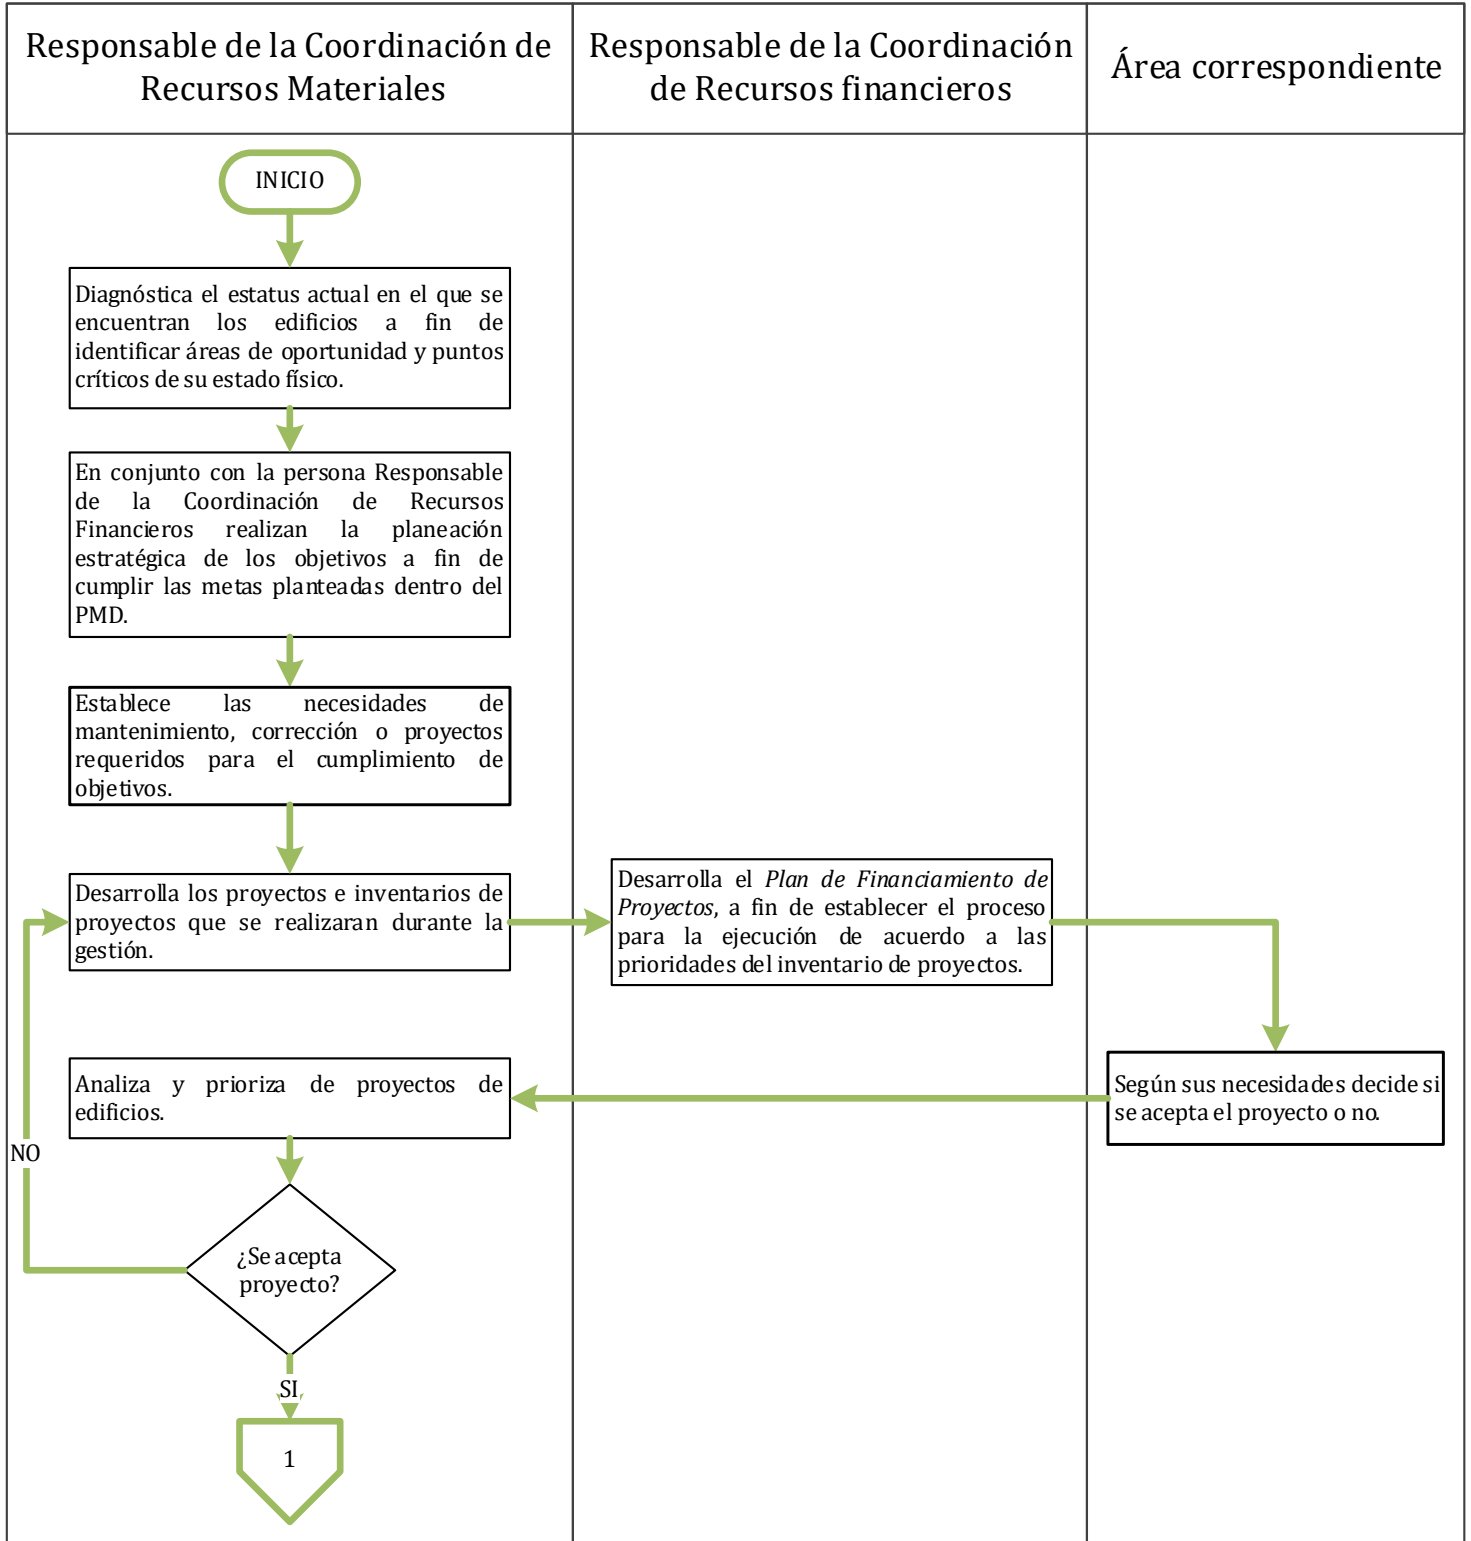 Responsable de la Coordinación de
Recursos Materiales
Responsable de la Coordinación
de Recursos financieros
Área correspondiente
INICIO
Diagnóstica el estatus actual en el que se
encuentran los edificios a fin de
identificar áreas de oportunidad y puntos
críticos de su estado físico.
En conjunto con la persona Responsable
de la Coordinación de Recursos
Financieros realizan la planeación
estratégica de los objetivos a fin de
cumplir las metas planteadas dentro del
PMD.
Establece las necesidades de
mantenimiento, corrección o proyectos
requeridos para el cumplimiento de
objetivos.
Desarrolla los proyectos e inventarios de
proyectos que se realizaran durante la
gestión.
Desarrolla el Plan de Financiamiento de
Proyectos, a fin de establecer el proceso
para la ejecución de acuerdo a las
prioridades del inventario de proyectos.
Según sus necesidades decide si
se acepta el proyecto o no.
Analiza y prioriza de proyectos de
edificios.
NO
¿Se acepta
proyecto?
SI
1